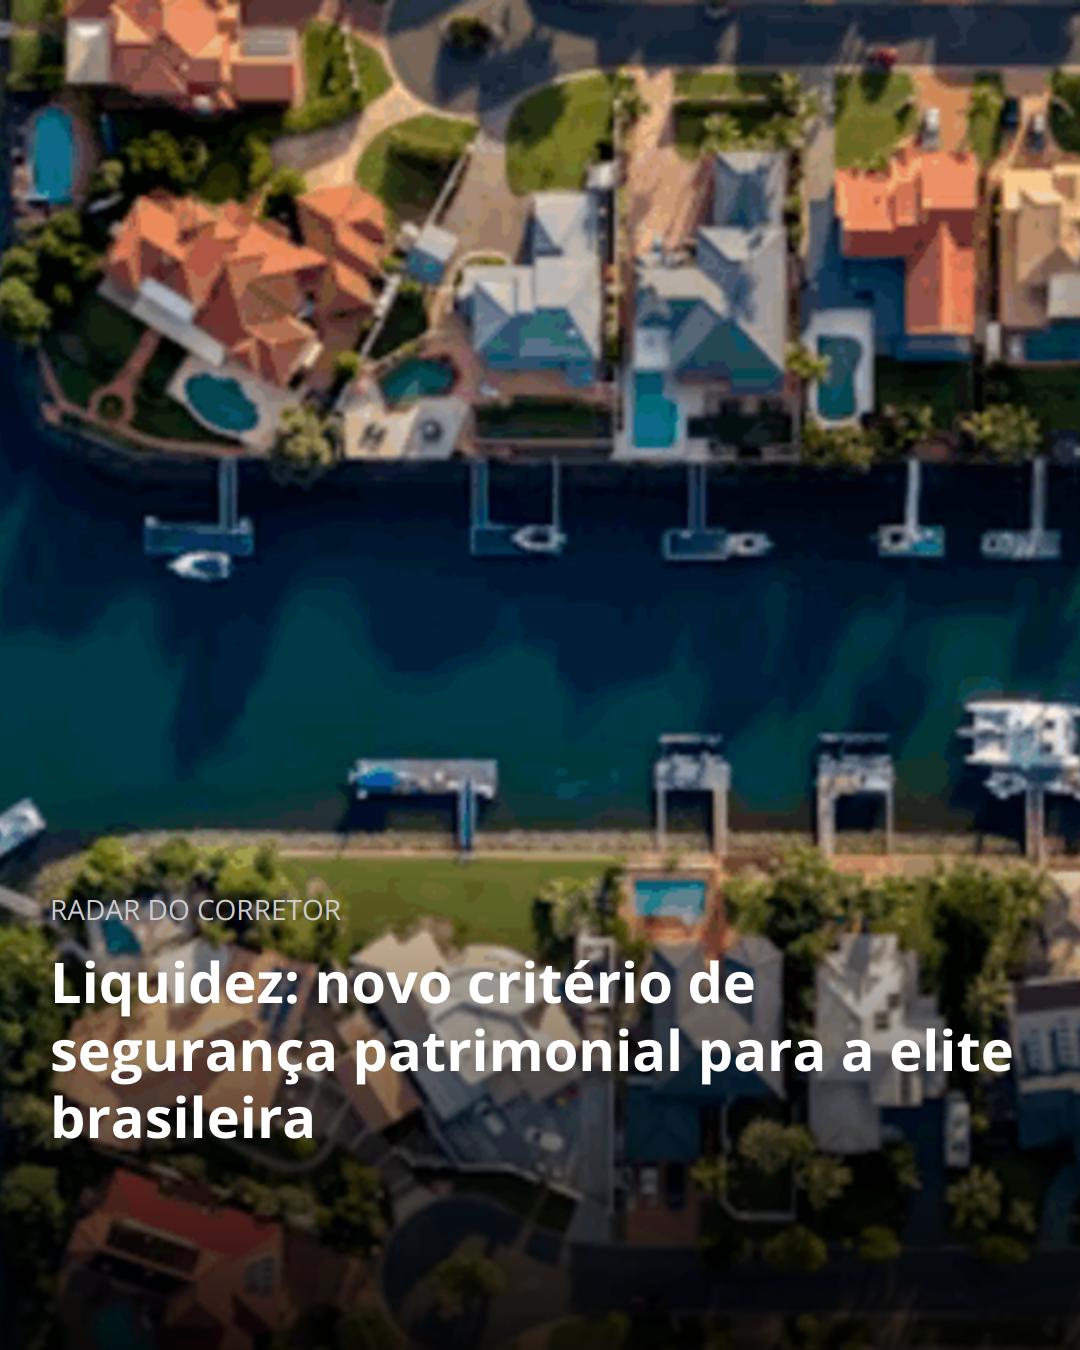 RADAR DO CORRETOR
Liquidez: novo critério de
segurança patrimonial para a elite
brasileira